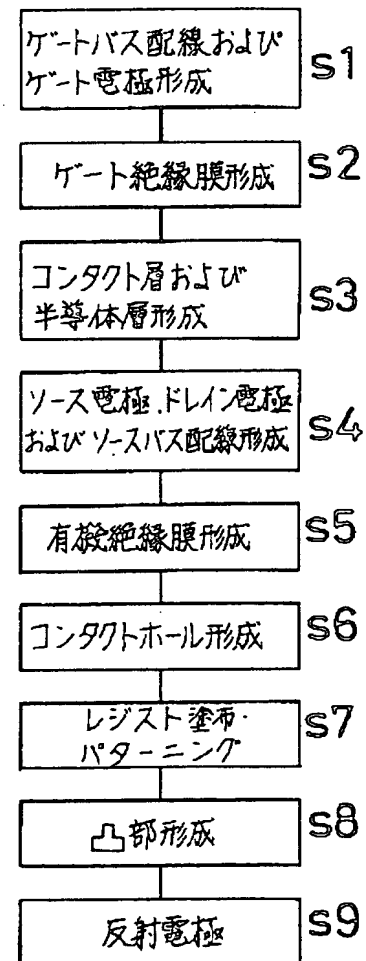 ゲートバス配線および
ゲート電極形成
S1
ゲート絶縁膜形成
S2
コンタクト層および
半導体層形成
S3
ソース電極.ドレイン電極
およびソースバス配線形成
S4
有機絶縁膜形成
S5
コンタクトホール形成
S6
レジスト塗布・
パターニング
S7
凸部形成
S8
反射電極
S9